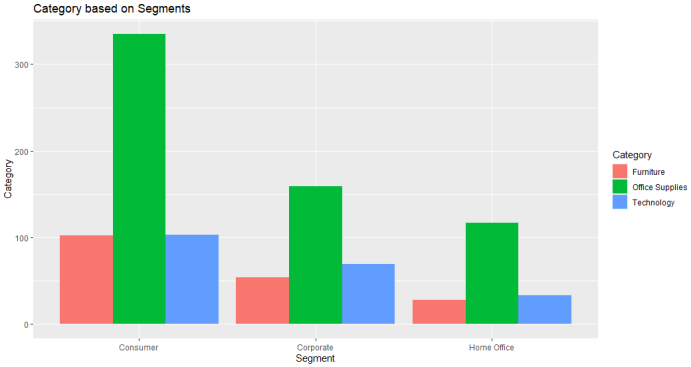 Category based on Segments
300
200
100
0
Category
Consumer
Corporate
Home Office
Segment
Category
Furniture
Office Supplies
Technology